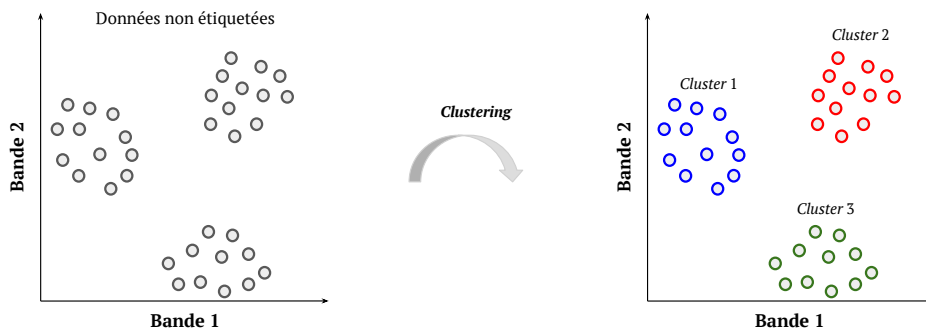 Données non étiquetées
Bande 2
Bande 1
Clustering
Cluster 2
Cluster 1
Cluster 3
Bande 2
Bande 1